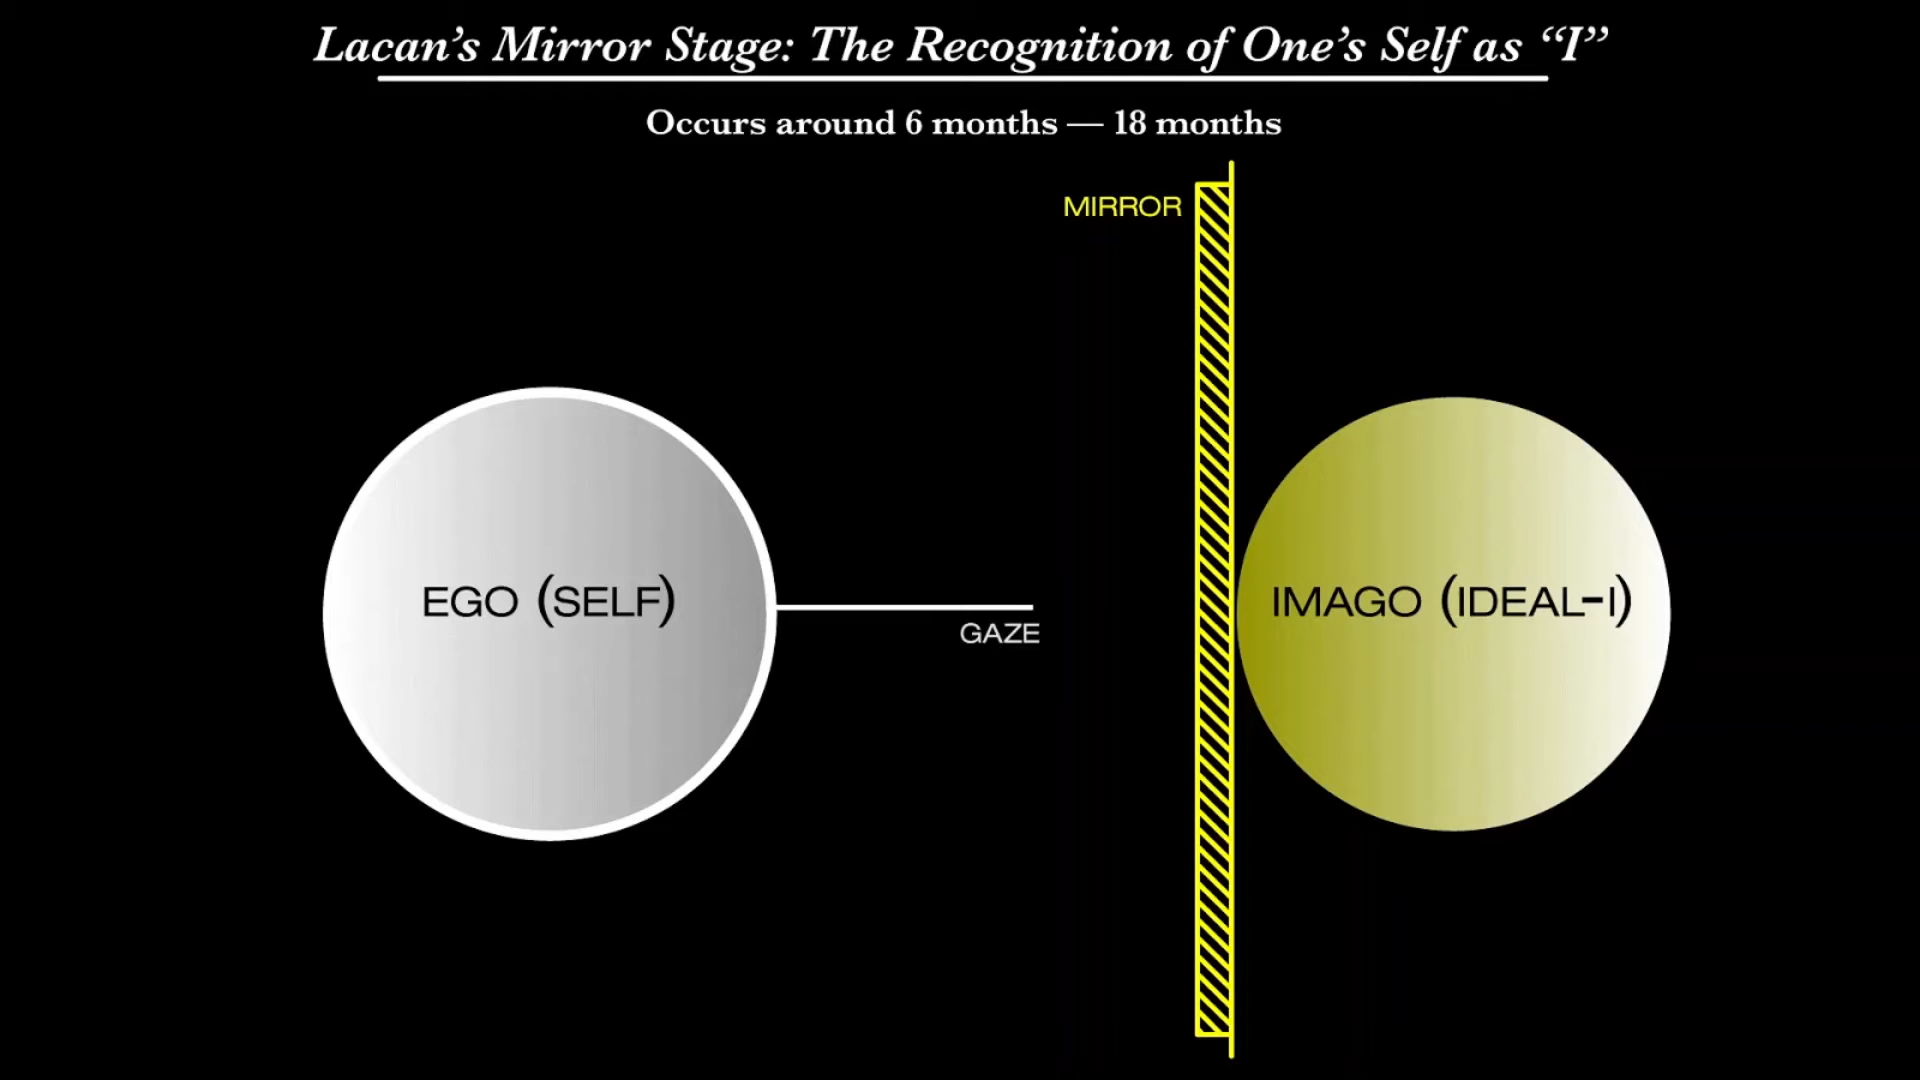 Lacan’s Mirror Stage: The Recognition of One’s Self as “I”
Occurs around 6 months — 18 months
MIRROR
EGO (SELF)
IMAGO (IDEAL-I)
GAZE